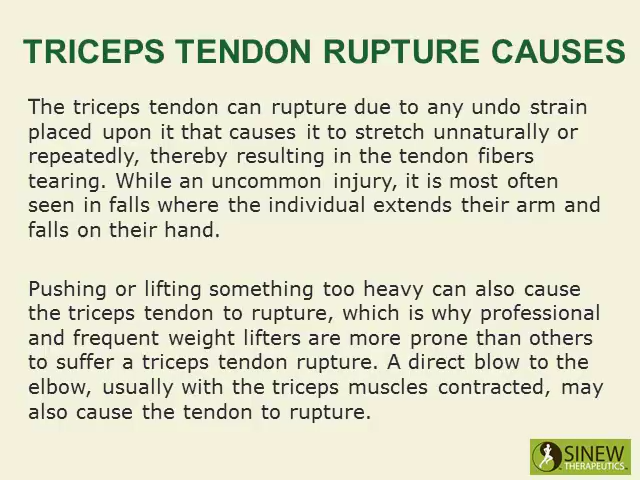 TRICEPS TENDON RUPTURE CAUSES
The triceps tendon can rupture due to any undo strain
placed upon it that causes it to stretch unnaturally or
repeatedly, thereby resulting in the tendon fibers
tearing. While an uncommon injury, it is most often
seen in falls where the individual extends their arm and
falls on their hand.
Pushing or lifting something too heavy can also cause
the triceps tendon to rupture, which is why professional
and frequent weight lifters are more prone than others
to suffer a triceps tendon rupture. A direct blow to the
elbow, usually with the triceps muscles contracted, may
also cause the tendon to rupture.
SINEW
THERAPEUTICS